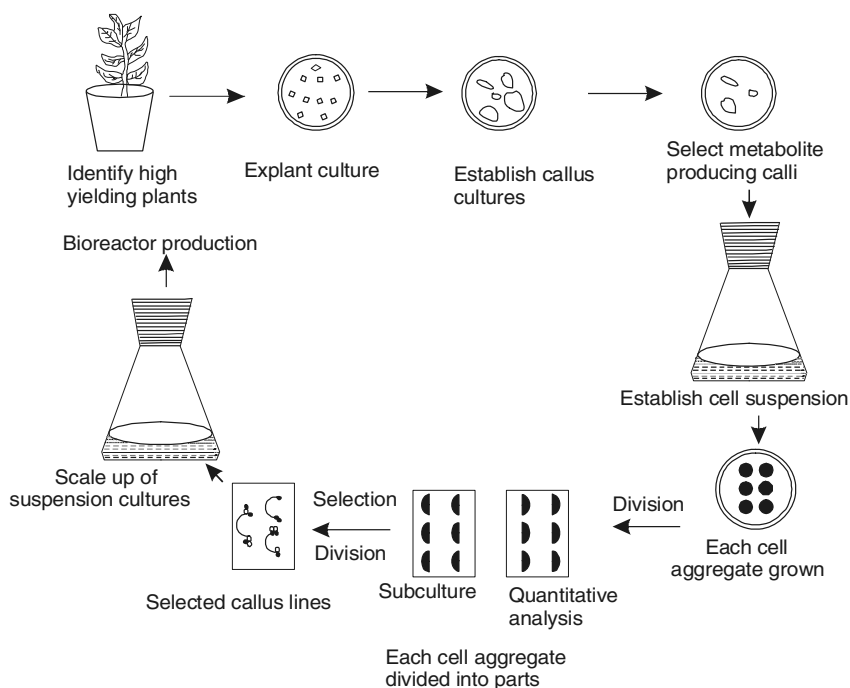 Identify high
yielding plants
Explant culture
Establish callus
cultures
Select metabolite
producing calli
Establish cell suspension
Each cell
aggregate grown
Division
Quantitative
analysis
Subculture
Each cell aggregate
divided into parts
Selection
Division
Selected callus lines
Scale up of
suspension cultures
Bioreactor production